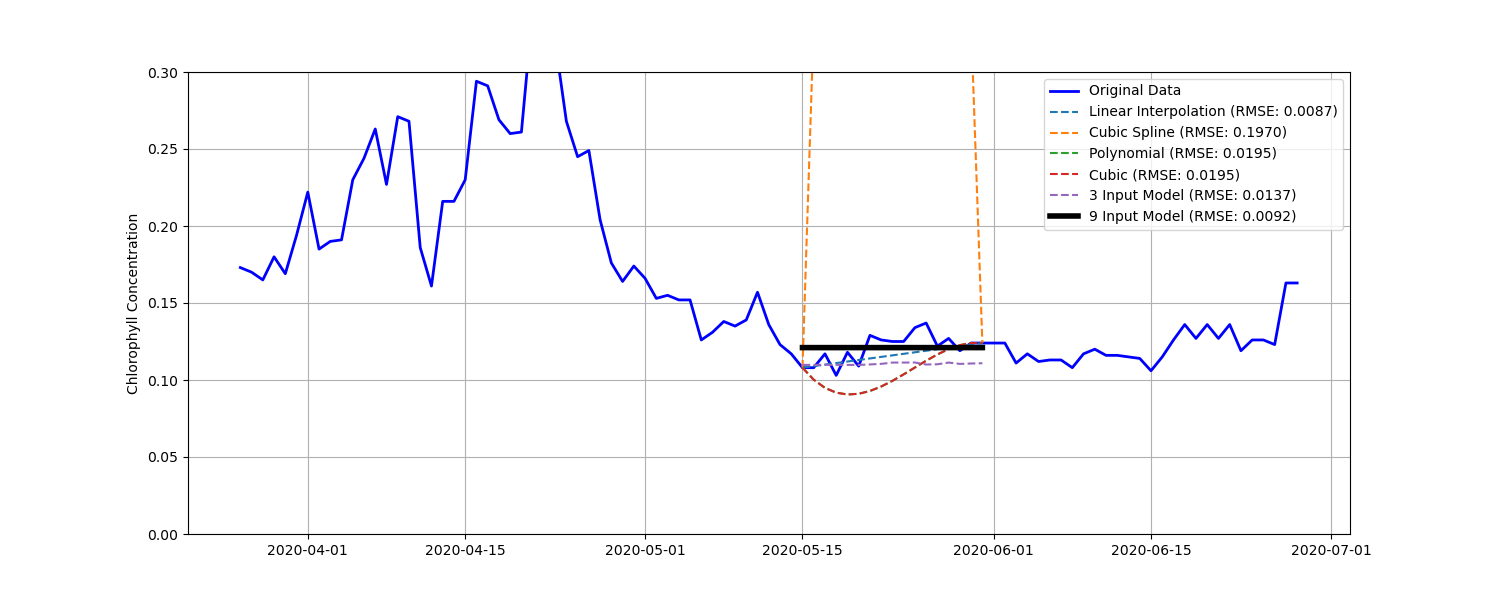 Original Data
Linear Interpolation (RMSE: 0.0087)
Cubic Spline (RMSE: 0.1970)
Polynomial (RMSE: 0.0195)
Cubic (RMSE: 0.0195)
3 Input Model (RMSE: 0.0137)
9 Input Model (RMSE: 0.0092)
Chlorophyll Concentration
0.30
0.25
0.20
0.15
0.10
0.05
0.00
2020-04-01 2020-04-15 2020-05-01 2020-05-15 2020-06-01 2020-06-15 2020-07-01